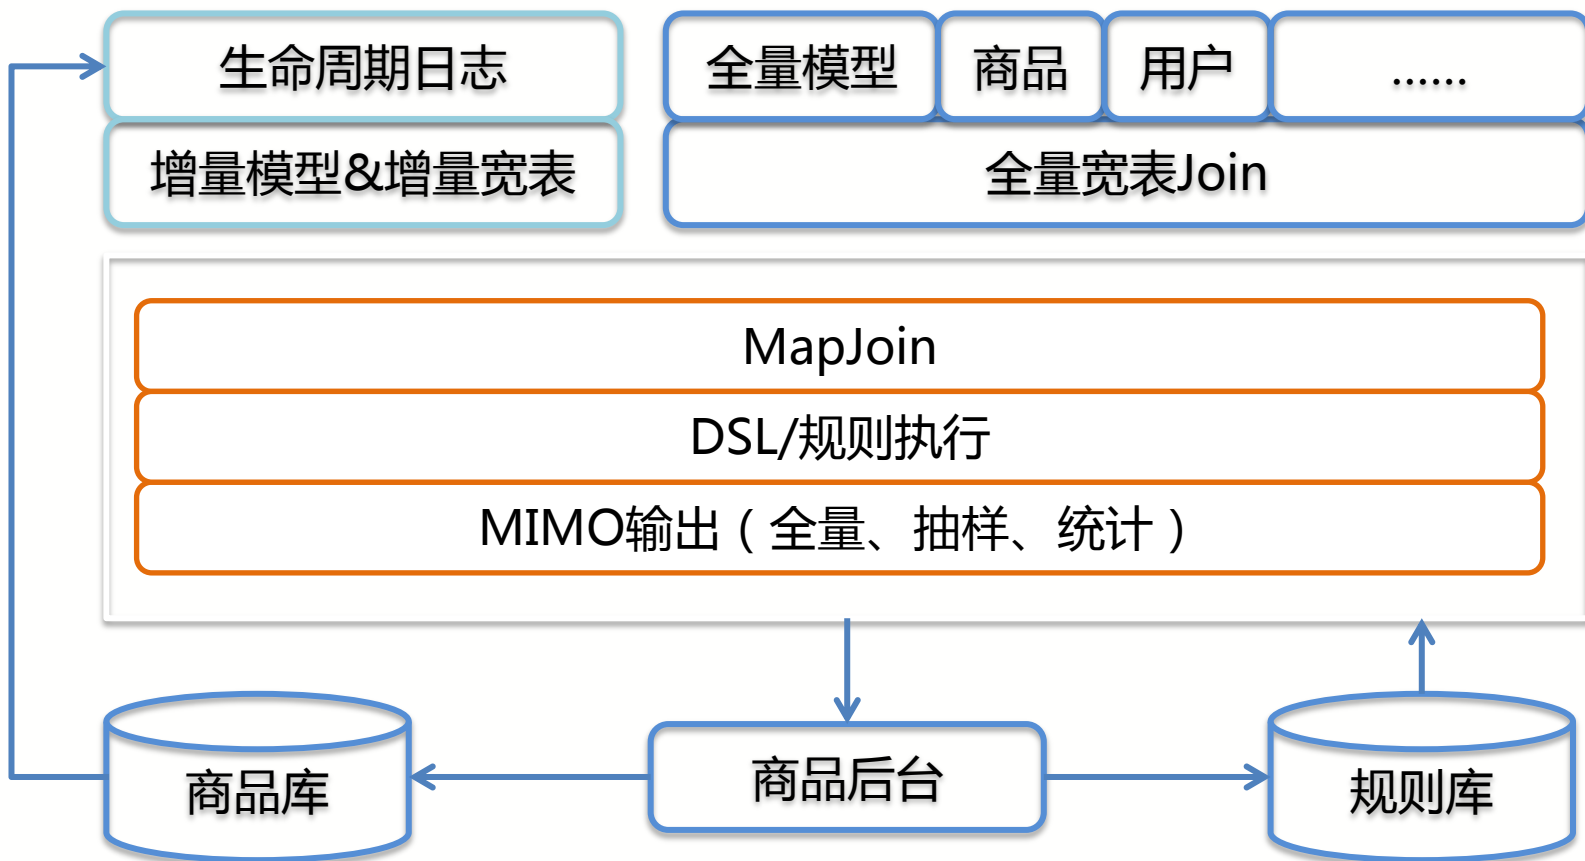 生命周期日志
全量模型
商品
用户
......
增量模型&增量宽表
全量宽表Join
MapJoin
DSL/规则执行
MIMO输出（全量、抽样、统计）
商品库
商品后台
规则库